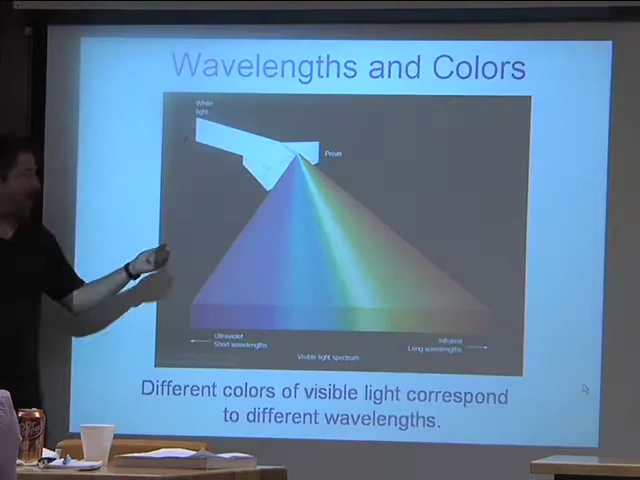 Wavelengths and Colors
White
light
Prism
Ultraviolet
Short wavelengths
Infrared
Long wavelengths
Visible light spectrum
Different colors of visible light correspond
to different wavelengths.